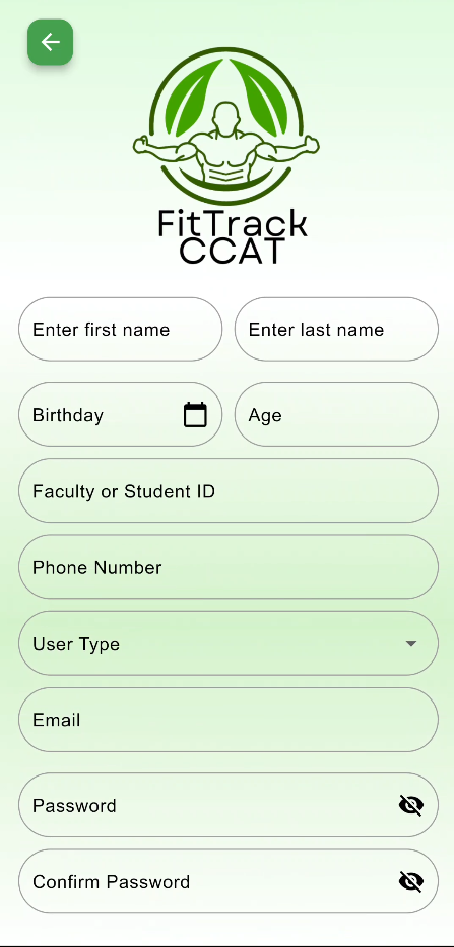 FitTrack
CCAT
Enter first name
Enter last name
Birthday
Age
Faculty or Student ID
Phone Number
User Type
Email
Password
Confirm Password